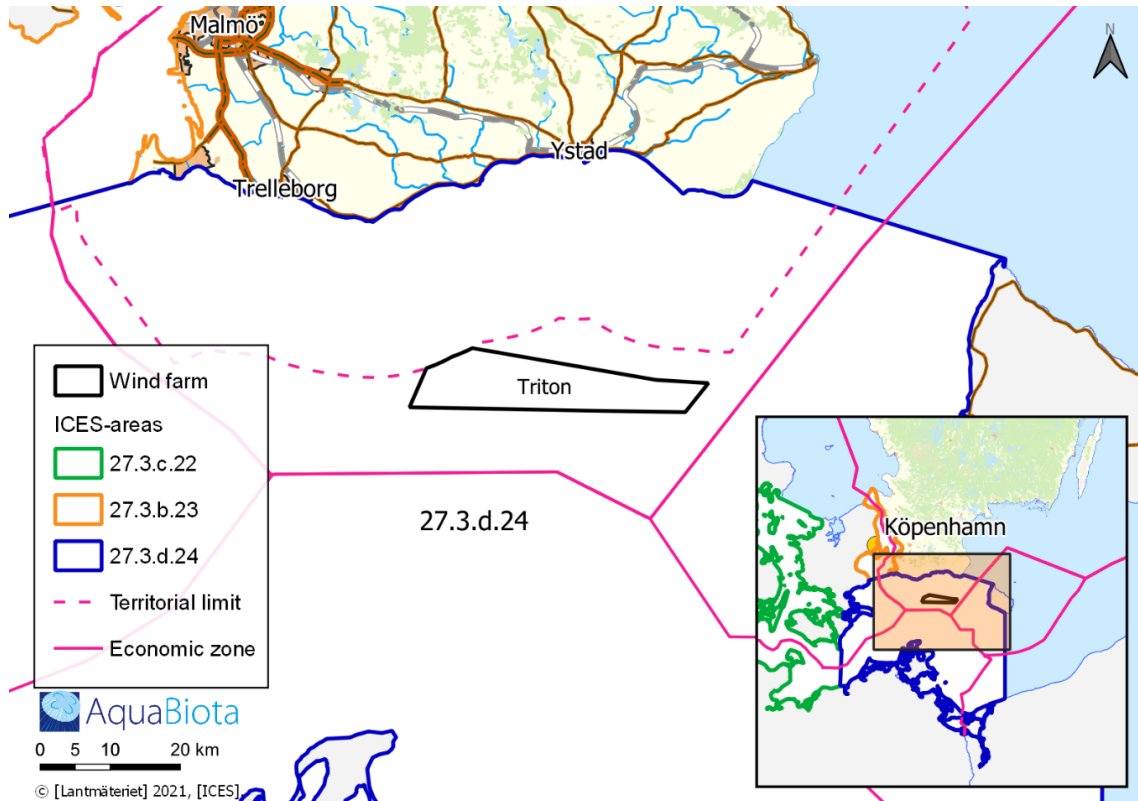 N
Malmö
Ystad
Trelleborg
Triton
27.3.d.24
Wind farm
ICES-areas
27.3.c.22
27.3.b.23
27.3.d.24
Territorial limit
Economic zone
Köpenhamn
AquaBiota
0 5 10 20 km
© [Lantmäteriet] 2021, [ICES],